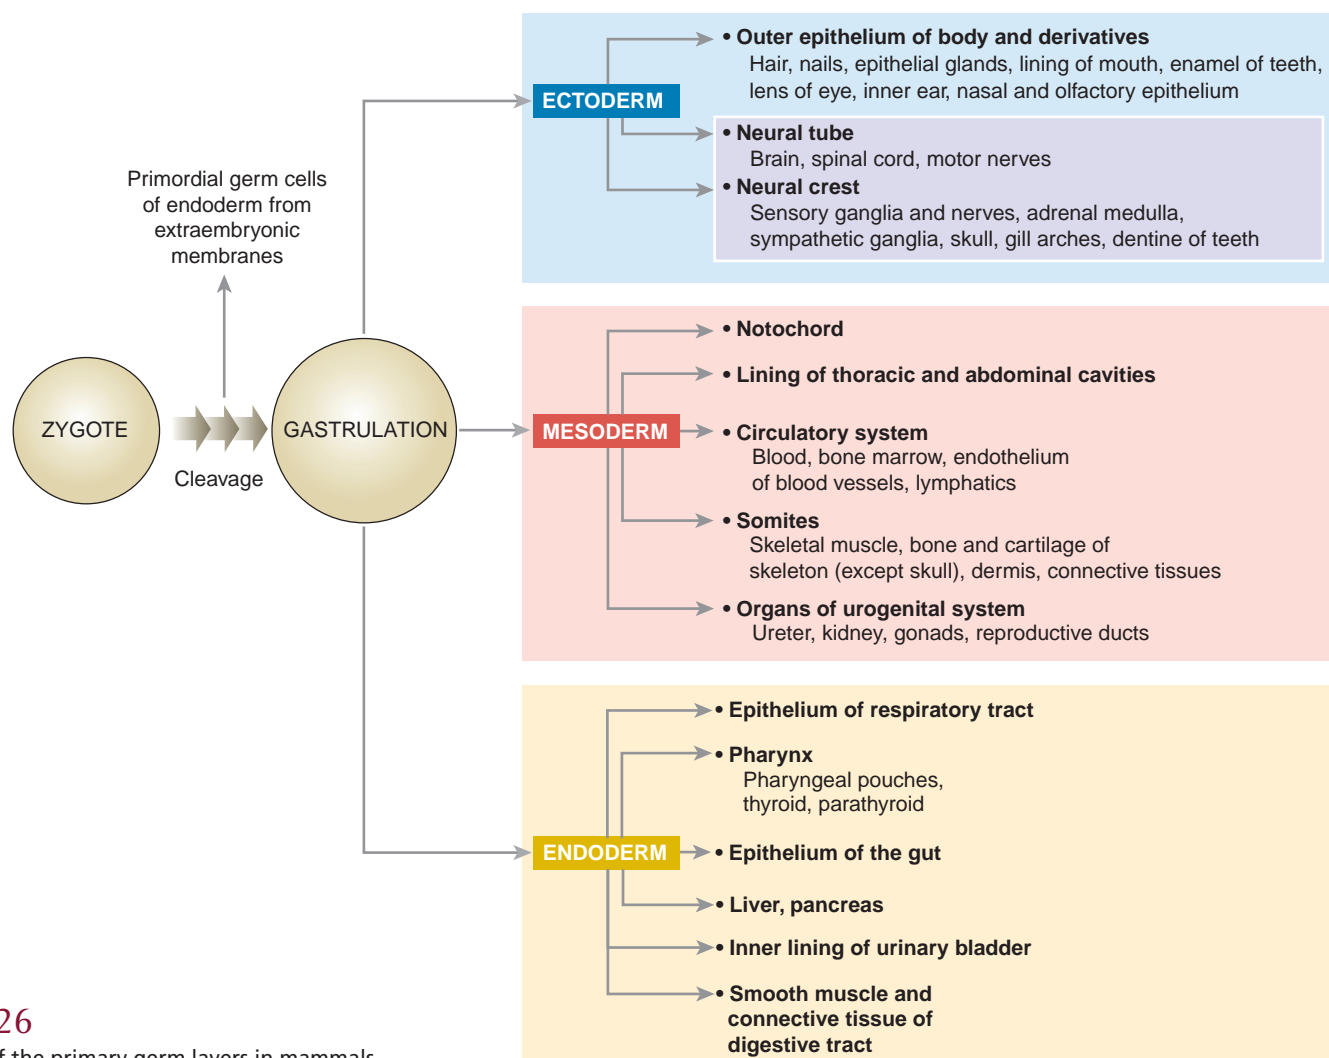 Primordial germ cells
of endoderm from
extraembryonic
membranes
ZYGOTE
Cleavage
GASTRULATION
ECTODERM
• Outer epithelium of body and derivatives
Hair, nails, epithelial glands, lining of mouth, enamel of teeth,
lens of eye, inner ear, nasal and olfactory epithelium
• Neural tube
Brain, spinal cord, motor nerves
• Neural crest
Sensory ganglia and nerves, adrenal medulla,
sympathetic ganglia, skull, gill arches, dentine of teeth
MESODERM
• Notochord
• Lining of thoracic and abdominal cavities
• Circulatory system
Blood, bone marrow, endothelium
of blood vessels, lymphatics
• Somites
Skeletal muscle, bone and cartilage of
skeleton (except skull), dermis, connective tissues
• Organs of urogenital system
Ureter, kidney, gonads, reproductive ducts
ENDODERM
• Epithelium of respiratory tract
• Pharynx
Pharyngeal pouches,
thyroid, parathyroid
• Epithelium of the gut
• Liver, pancreas
• Inner lining of urinary bladder
• Smooth muscle and
connective tissue of
digestive tract
26
the primary germ layers in mammals